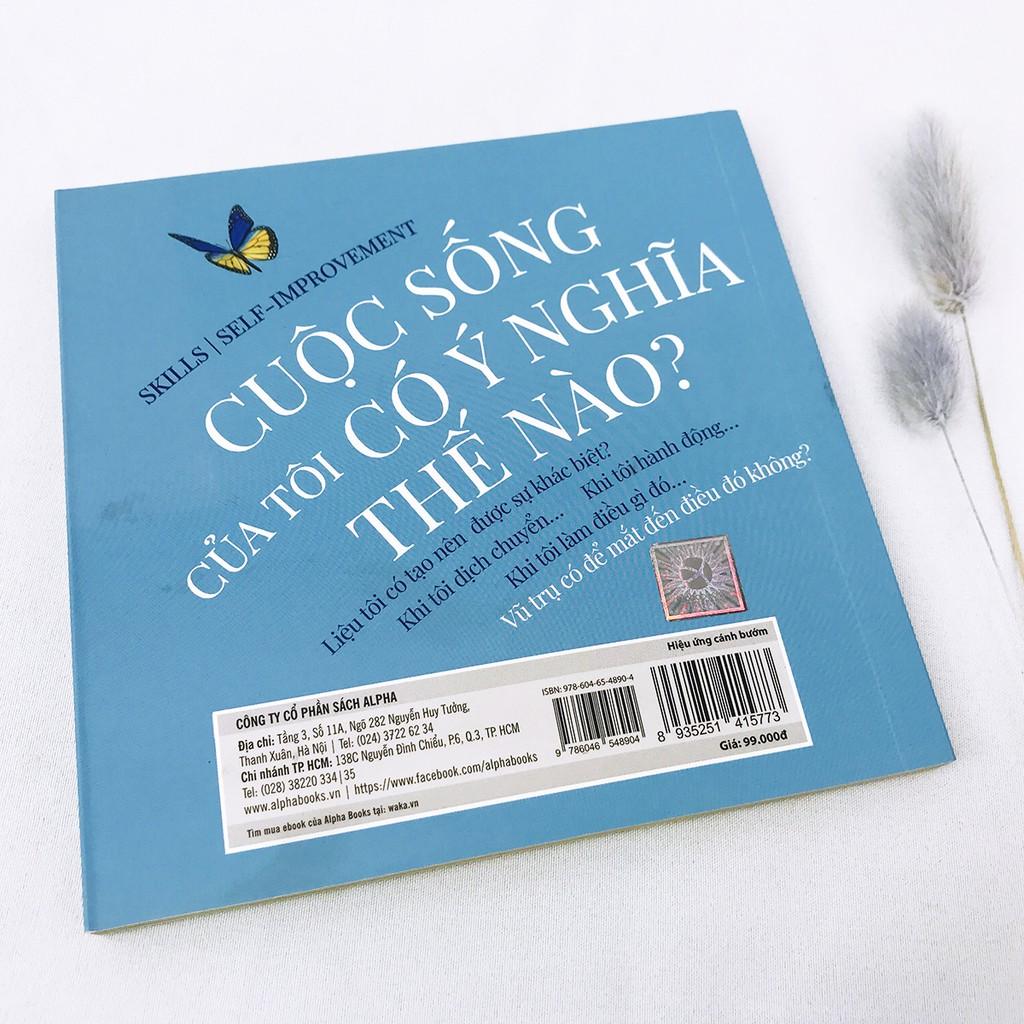 SKILLS | SELF-IMPROVEMENT
CUỘC SỐNG
CỦA TÔI CÓ Ý NGHĨA
THẾ NÀO?
Liệu tôi có tạo nên được sự khác biệt?
Khi tôi dịch chuyển... Khi tôi hành động...
Khi tôi làm điều gì đó...
Vũ trụ có để mắt đến điều đó không?
Hiệu ứng cánh bướm
CÔNG TY CỔ PHẦN SÁCH ALPHA
Địa chỉ: Tầng 3, Số 11A, Ngõ 282 Nguyễn Huy Tưởng,
Thanh Xuân, Hà Nội | Tel: (024) 3722 62 34
Chi nhánh TP. HCM: 138C Nguyễn Đình Chiểu, P.6, Q.3, TP. HCM
Tel: (028) 38220 334 | 35
www.alphabooks.vn | https://www.facebook.com/alphabooks
Tìm mua ebook của Alpha Books tại: waka.vn
ISBN: 978-604-65-4890-4
9 786046 548904
8 935251 415773
Giá: 99.000đ